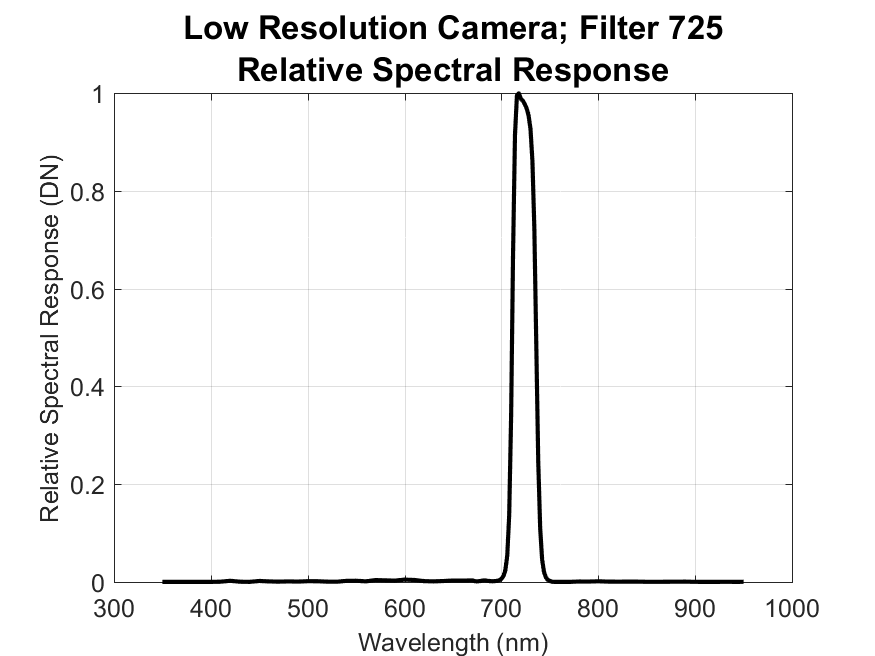 Low Resolution Camera; Filter 725
Relative Spectral Response
Relative Spectral Response (DN)
1
0.8
0.6
0.4
0.2
0
300 400 500 600 700 800 900 1000
Wavelength (nm)